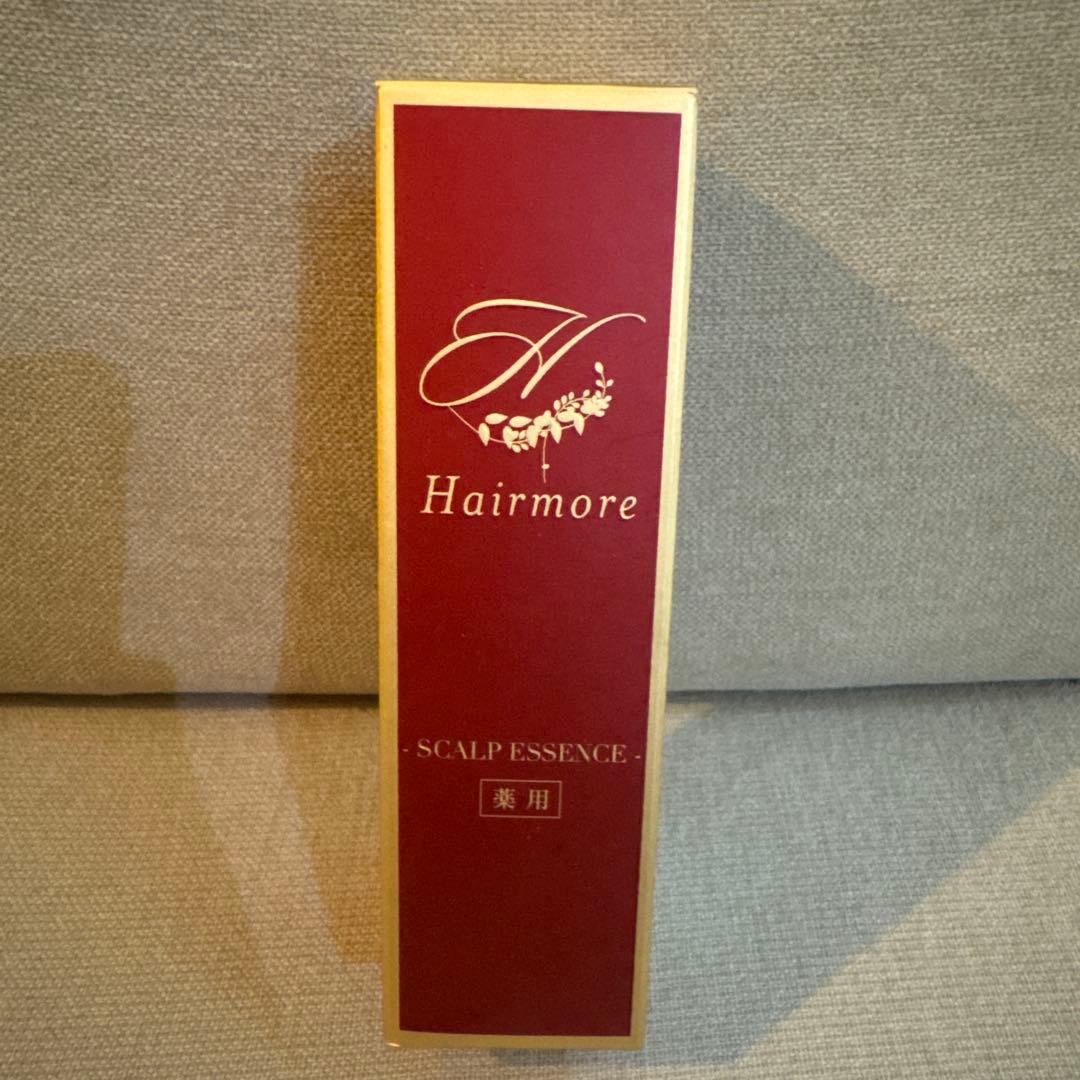 H
Hairmore
- SCALP ESSENCE -
薬用